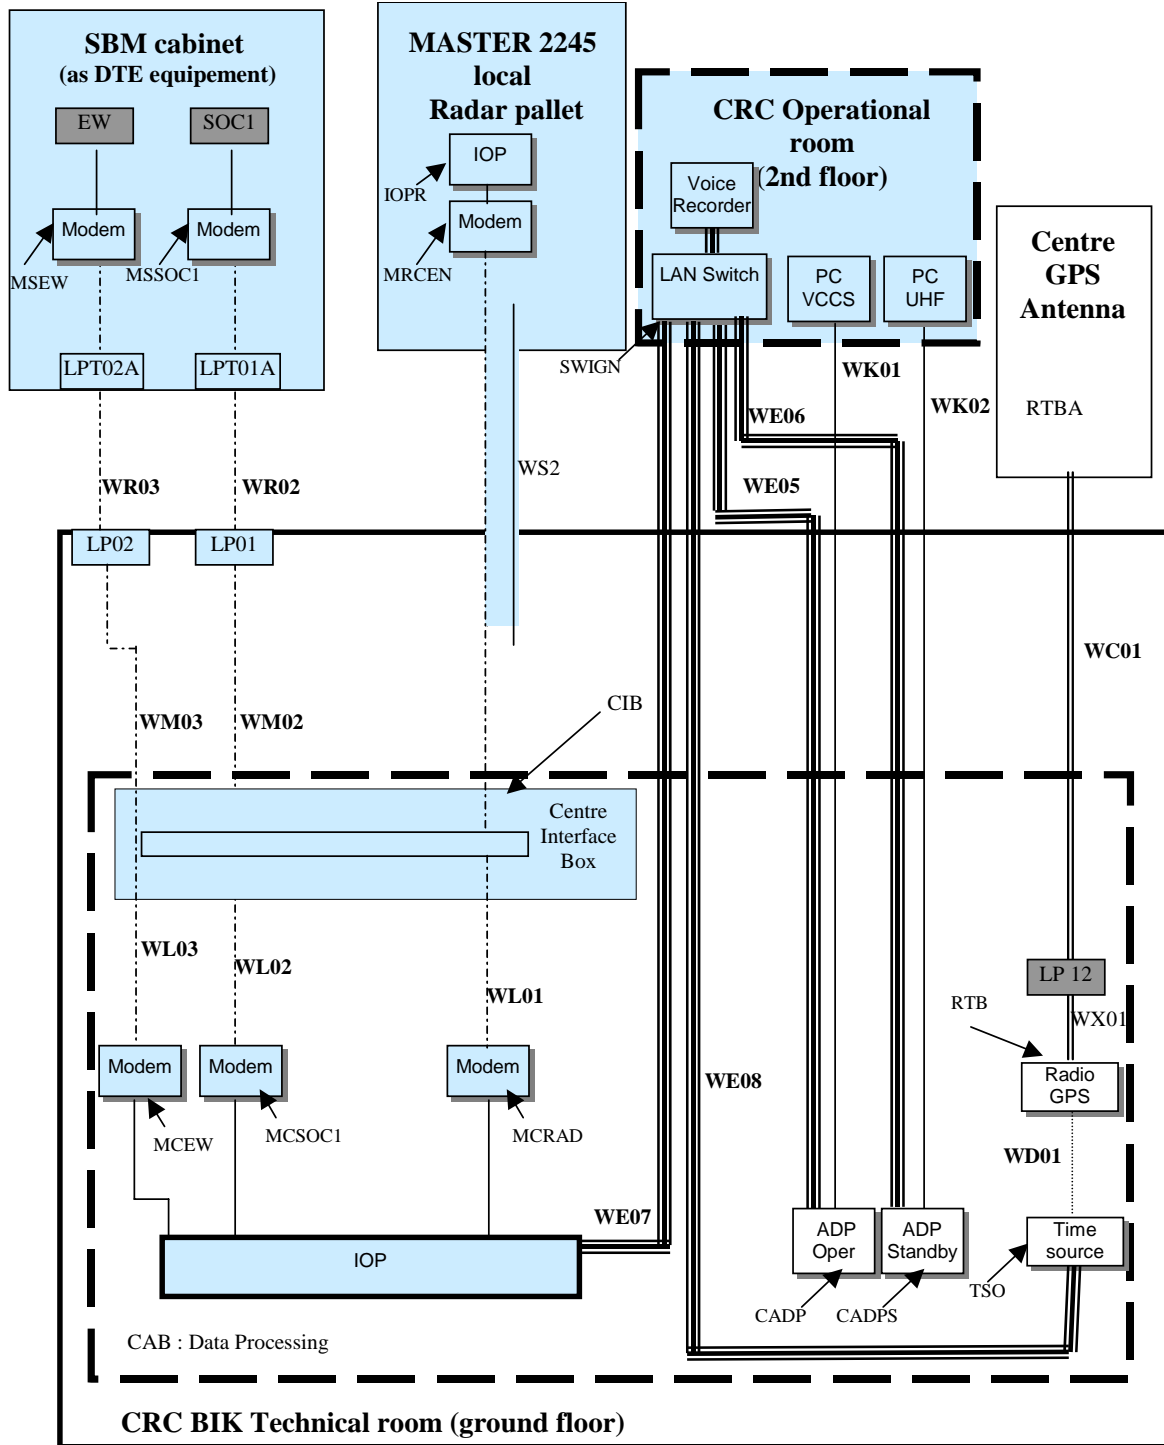 SBM cabinet
(as DTE equipement)
EW
SOC1
Modem
Modem
MSEW
MSSOC1
LPT02A
LPT01A
WR03
WR02
LP02
LP01
MASTER 2245
local
Radar pallet
IOP
IOPR
Modem
MRCEN
WS2
CRC Operational
room
(2nd floor)
Voice
Recorder
LAN Switch
PC
VCCS
PC
UHF
SWIGN
WK01
WK02
WE06
WE05
Centre
GPS
Antenna
RTBA
WC01
WM03
WM02
CIB
Centre
Interface
Box
WL03
WL02
WL01
LP 12
WX01
RTB
Modem
Modem
Modem
MCEW
MCSOC1
MCRAD
WE08
Radio
GPS
WD01
WE07
IOP
ADP
Oper
ADP
Standby
Time
source
TSO
CADP
CADPS
CAB : Data Processing
CRC BIK Technical room (ground floor)